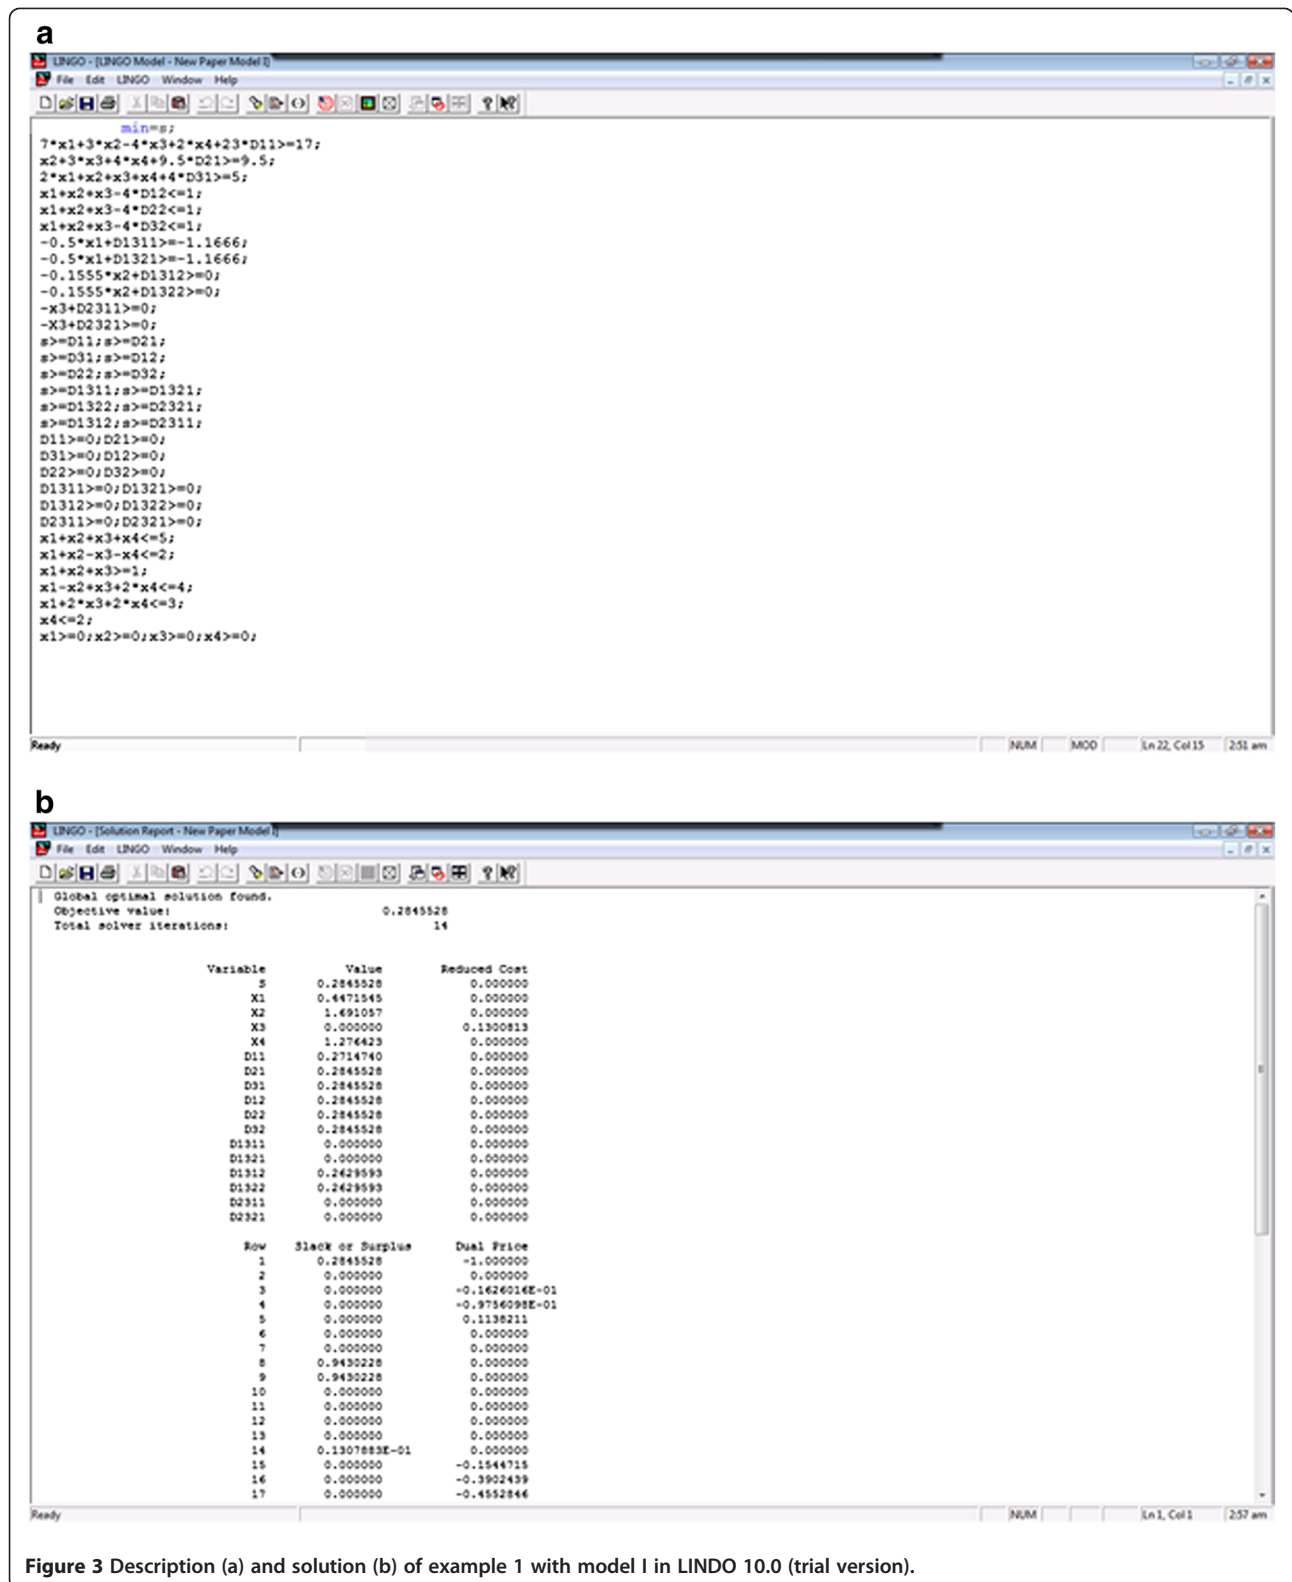 a
LINGO - [LINGO Model - New Paper Model I]
File Edit LINGO Window Help
min=s;
7*x1+3*x2-4*x3+2*x4+23*D11>=17;
x2+3*x3+4*x4+9.5*D21>=9.5;
2*x1+x2+x3+x4+4*D31>=5;
x1+x2+x3-4*D12<=1;
x1+x2+x3-4*D22<=1;
x1+x2+x3-4*D32<=1;
-0.5*x1+D1311>=-1.1666;
-0.5*x1+D1321>=-1.1666;
-0.1555*x2+D1312>=0;
-0.1555*x2+D1322>=0;
-x3+D2311>=0;
-X3+D2321>=0;
s>=D11;s>=D21;
s>=D31;s>=D12;
s>=D22;s>=D32;
s>=D1311;s>=D1321;
s>=D1322;s>=D2321;
s>=D1312;s>=D2311;
D11>=0;D21>=0;
D31>=0;D12>=0;
D22>=0;D32>=0;
D1311>=0;D1321>=0;
D1312>=0;D1322>=0;
D2311>=0;D2321>=0;
x1+x2+x3+x4<=5;
x1+x2-x3-x4<=2;
x1+x2+x3>=1;
x1-x2+x3+2*x4<=4;
x1+2*x3+2*x4<=3;
x4<=2;
x1>=0;x2>=0;x3>=0;x4>=0;
Ready NUM MOD Ln 22, Col 15 2:51 am
b
LINGO - [Solution Report - New Paper Model I]
File Edit LINGO Window Help
Global optimal solution found.
Objective value: 0.2845528
Total solver iterations: 14
Variable Value Reduced Cost
S 0.2845528 0.000000
X1 0.4471545 0.000000
X2 1.691057 0.000000
X3 0.000000 0.1300813
X4 1.276423 0.000000
D11 0.2714740 0.000000
D21 0.2845528 0.000000
D31 0.2845528 0.000000
D12 0.2845528 0.000000
D22 0.2845528 0.000000
D32 0.2845528 0.000000
D1311 0.000000 0.000000
D1321 0.000000 0.000000
D1312 0.2629593 0.000000
D1322 0.2629593 0.000000
D2311 0.000000 0.000000
D2321 0.000000 0.000000
Row Slack or Surplus Dual Price
1 0.2845528 -1.000000
2 0.000000 0.000000
3 0.000000 -0.1626016E-01
4 0.000000 -0.9756098E-01
5 0.000000 0.1138211
6 0.000000 0.000000
7 0.000000 0.000000
8 0.9430228 0.000000
9 0.9430228 0.000000
10 0.000000 0.000000
11 0.000000 0.000000
12 0.000000 0.000000
13 0.000000 0.000000
14 0.1307883E-01 0.000000
15 0.000000 -0.1544715
16 0.000000 -0.3902439
17 0.000000 -0.4552846
Ready NUM Ln 1, Col 1 2:57 am
Figure 3 Description (a) and solution (b) of example 1 with model I in LINDO 10.0 (trial version).